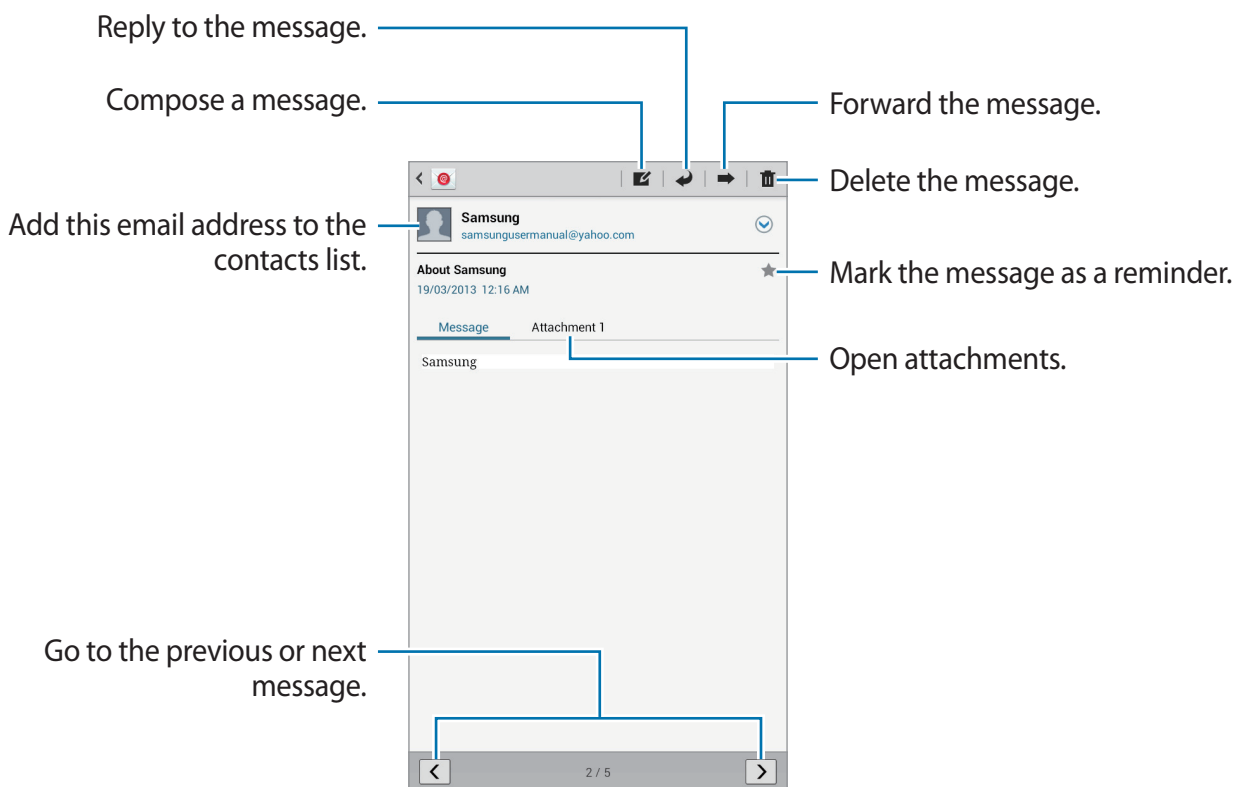 Reply to the message.
Compose a message.
Forward the message.
Delete the message.
Add this email address to the
contacts list.
Samsung
samsungusermanual@yahoo.com
About Samsung
19/03/2013 12:16 AM
Mark the message as a reminder.
Message Attachment 1
Open attachments.
Samsung
Go to the previous or next
message.
2 / 5